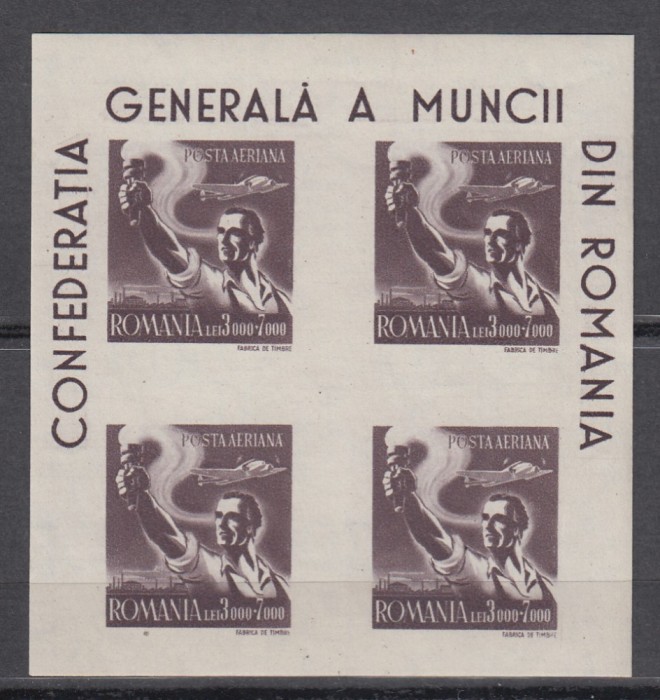 CONFEDERAȚIA
GENERALĂ A MUNCII
DIN ROMANIA
POSTA AERIANA
ROMANIA LEI 3000+7000
FABRICA DE TIMBRE
POSTA AERIANA
ROMANIA LEI 3000+7000
FABRICA DE TIMBRE
POSTA AERIANA
ROMANIA LEI 3000+7000
FABRICA DE TIMBRE
POSTA AERIANA
ROMANIA LEI 3000+7000
FABRICA DE TIMBRE